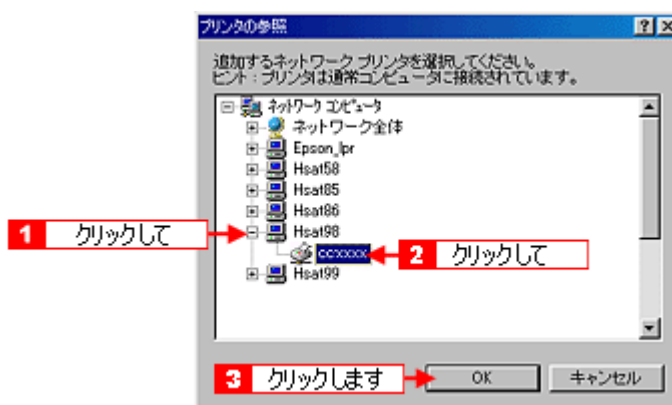 プリンタの参照
追加するネットワーク プリンタを選択してください。
ヒント：プリンタは通常コンピュータに接続されています。
ネットワーク コンピュータ
ネットワーク全体
Epson_lpr
Hsat58
Hsat85
Hsat86
Hsat98
1 クリックして
ccxxxx
2 クリックして
Hsat99
3 クリックします
OK
キャンセル